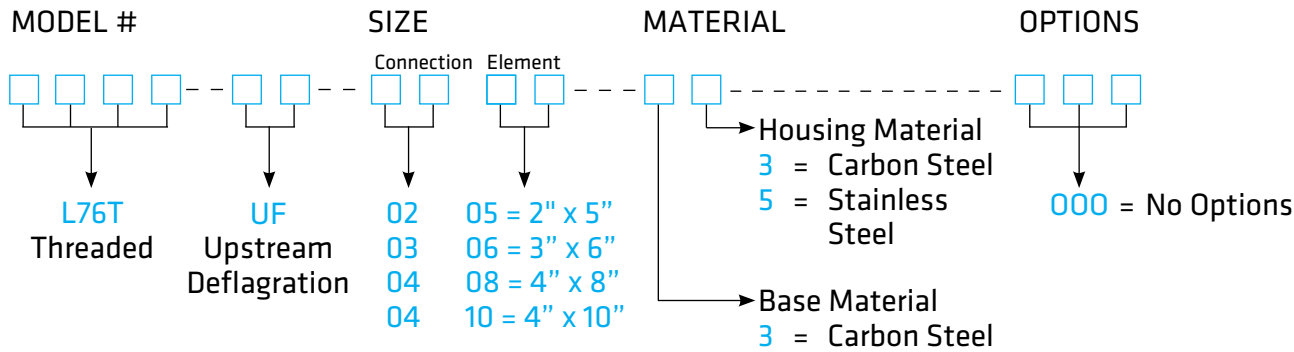 MODEL # SIZE MATERIAL OPTIONS
Connection Element
Housing Material
3 = Carbon Steel
5 = Stainless
Steel
L76T UF 02 05 = 2" x 5” 000 = No Options
Threaded Upstream 03 06 = 3” x 6”
Deflagration 04 08 = 4” x 8”
04 10 = 4” x 10”
Base Material
3 = Carbon Steel